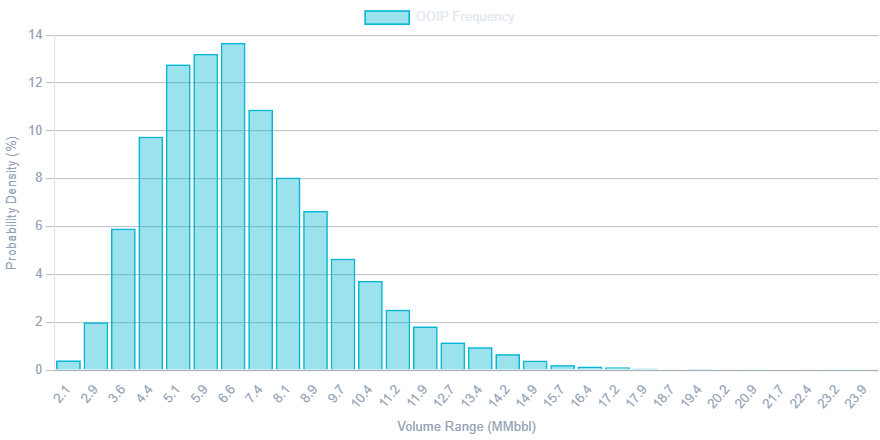 OOIP Frequency
14
12
10
8
6
4
2
0
Probability Density (%)
2.1 2.9 3.6 4.4 5.1 5.9 6.6 7.4 8.1 8.9 9.7 10.4 11.2 11.9 12.7 13.4 14.2 14.9 15.7 16.4 17.2 17.9 18.7 19.4 20.2 20.9 21.7 22.4 23.2 23.9
Volume Range (MMbbl)